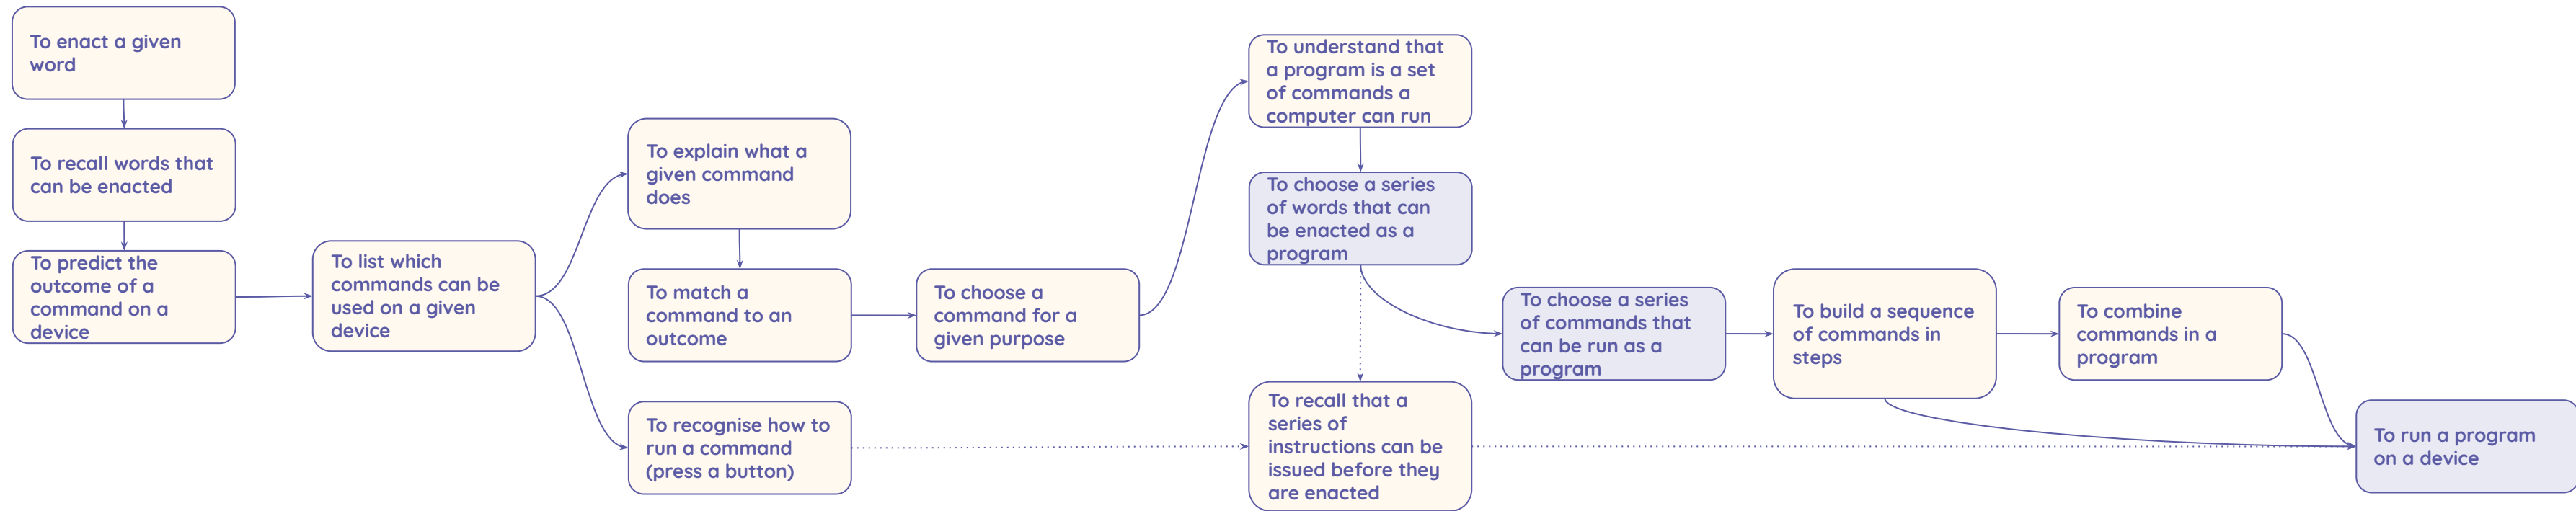 To enact a given
word
To recall words that
can be enacted
To predict the
outcome of a
command on a
device
To list which
commands can be
used on a given
device
To explain what a
given command
does
To match a
command to an
outcome
To recognise how to
run a command
(press a button)
To choose a
command for a
given purpose
To understand that
a program is a set
of commands a
computer can run
To choose a series
of words that can
be enacted as a
program
To recall that a
series of
instructions can be
issued before they
are enacted
To choose a series
of commands that
can be run as a
program
To build a sequence
of commands in
steps
To combine
commands in a
program
To run a program
on a device